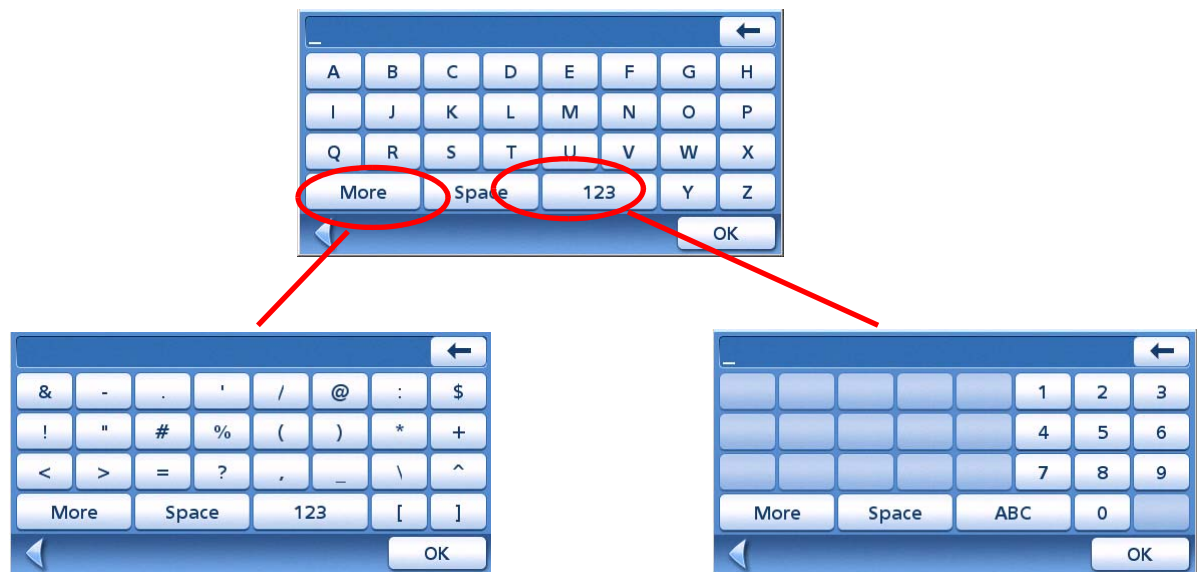 _
A B C D E F G H
I J K L M N O P
Q R S T U V W X
More Space 123 Y Z
OK
& - . ' / @ : $
! " # % ( ) * +
< > = ? , _ \ ^
More Space 123 [ ]
OK
_
1 2 3
4 5 6
7 8 9
More Space ABC 0
OK